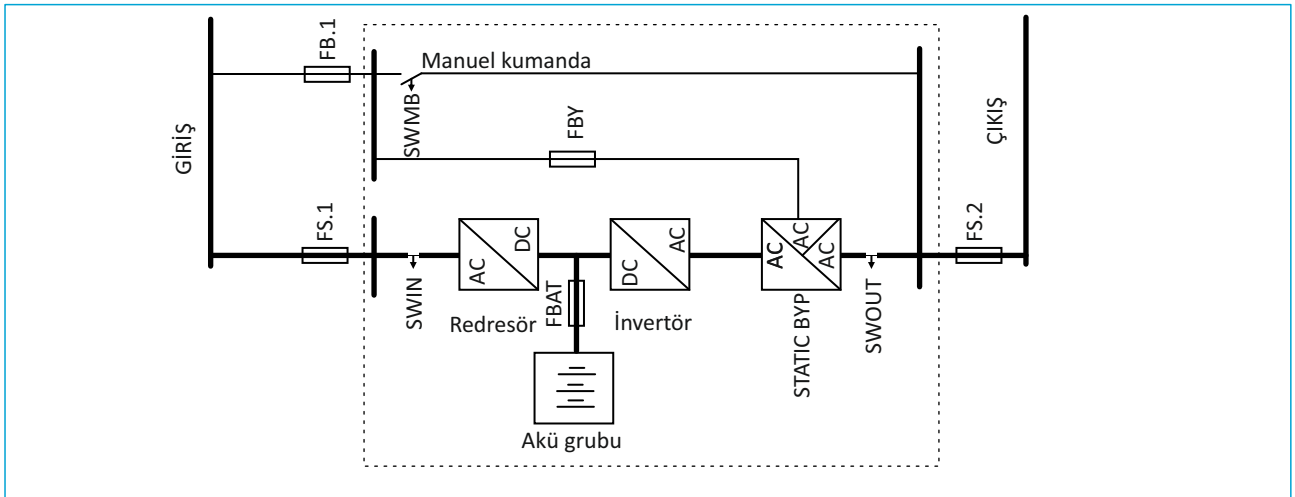 FB.1
Manuel kumanda
SWMB
FBY
GİRİŞ
ÇIKIŞ
FS.1
SWIN
AC
DC
Redresör
FBAT
DC
AC
İnvertör
AC
AC
AC
STATIC BYP
SWOUT
FS.2
Akü grubu